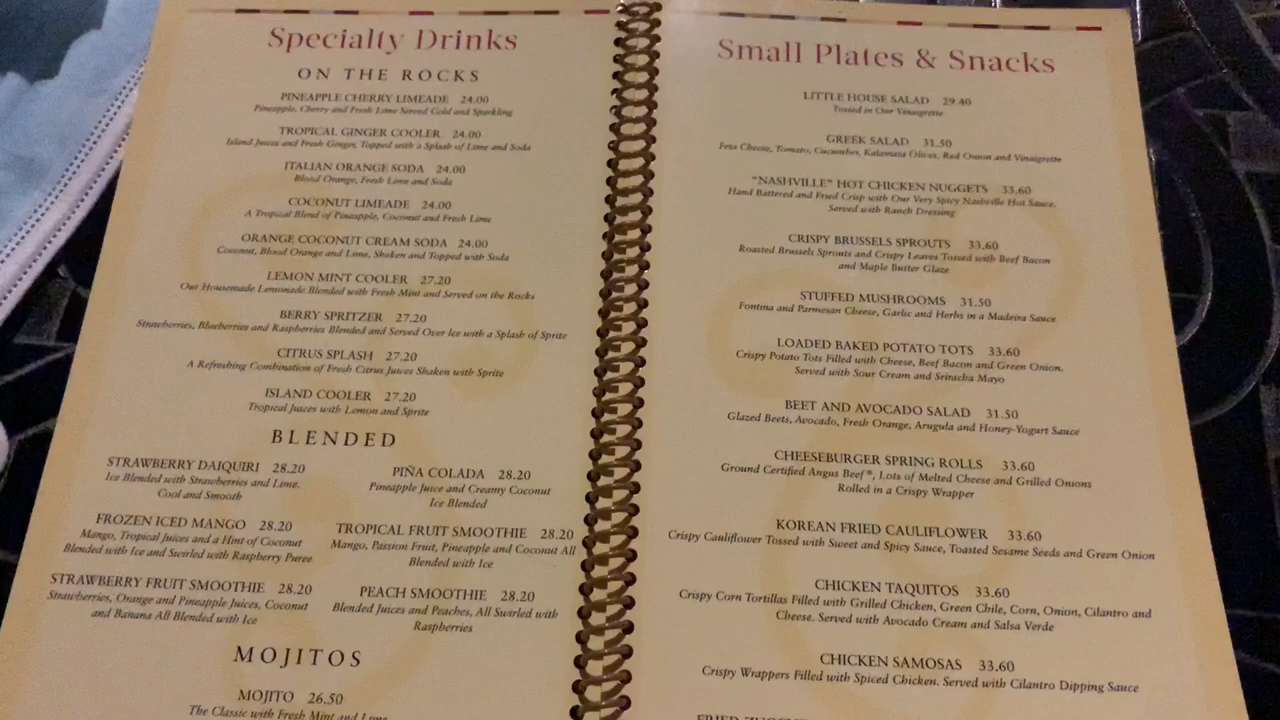 Specialty Drinks
ON THE ROCKS
PINEAPPLE CHERRY LIMEADE 24.00
Pineapple, Cherry and Fresh Lime Served Cold and Sparkling
TROPICAL GINGER COOLER 24.00
Island Juices and Fresh Ginger, Topped with a Splash of Lime and Soda
ITALIAN ORANGE SODA 24.00
Blood Orange, Fresh Lime and Soda
COCONUT LIMEADE 24.00
A Tropical Blend of Pineapple, Coconut and Fresh Lime
ORANGE COCONUT CREAM SODA 24.00
Coconut, Blood Orange and Lime, Shaken and Topped with Soda
LEMON MINT COOLER 27.20
Our Housemade Lemonade Blended with Fresh Mint and Served on the Rocks
BERRY SPRITZER 27.20
Strawberries, Blueberries and Raspberries Blended and Served Over Ice with a Splash of Sprite
CITRUS SPLASH 27.20
A Refreshing Combination of Fresh Citrus Juices Shaken with Sprite
ISLAND COOLER 27.20
Tropical Juices with Lemon and Sprite
BLENDED
STRAWBERRY DAIQUIRI 28.20
Ice Blended with Strawberries and Lime.
Cool and Smooth
FROZEN ICED MANGO 28.20
Mango, Tropical Juices and a Hint of Coconut
Blended with Ice and Swirled with Raspberry Puree
STRAWBERRY FRUIT SMOOTHIE 28.20
Strawberries, Orange and Pineapple Juices, Coconut
and Banana All Blended with Ice
PIÑA COLADA 28.20
Pineapple Juice and Creamy Coconut
Ice Blended
TROPICAL FRUIT SMOOTHIE 28.20
Mango, Passion Fruit, Pineapple and Coconut All
Blended with Ice
PEACH SMOOTHIE 28.20
Blended Juices and Peaches, All Swirled with
Raspberries
MOJITOS
MOJITO 26.50
The Classic with Fresh Mint and Lime
Small Plates & Snacks
LITTLE HOUSE SALAD 29.40
Tossed in Our Vinaigrette
GREEK SALAD 31.50
Feta Cheese, Tomato, Cucumber, Kalamata Olives, Red Onion and Vinaigrette
"NASHVILLE" HOT CHICKEN NUGGETS 33.60
Hand Battered and Fried Crisp with Our Very Spicy Nashville Hot Sauce.
Served with Ranch Dressing
CRISPY BRUSSELS SPROUTS 33.60
Roasted Brussels Sprouts and Crispy Leaves Tossed with Beef Bacon
and Maple Butter Glaze
STUFFED MUSHROOMS 31.50
Fontina and Parmesan Cheese, Garlic and Herbs in a Madeira Sauce
LOADED BAKED POTATO TOTS 33.60
Crispy Potato Tots Filled with Cheese, Beef Bacon and Green Onion.
Served with Sour Cream and Sriracha Mayo
BEET AND AVOCADO SALAD 31.50
Glazed Beets, Avocado, Fresh Orange, Arugula and Honey-Yogurt Sauce
CHEESEBURGER SPRING ROLLS 33.60
Ground Certified Angus Beef®, Lots of Melted Cheese and Grilled Onions
Rolled in a Crispy Wrapper
KOREAN FRIED CAULIFLOWER 33.60
Crispy Cauliflower Tossed with Sweet and Spicy Sauce, Toasted Sesame Seeds and Green Onion
CHICKEN TAQUITOS 33.60
Crispy Corn Tortillas Filled with Grilled Chicken, Green Chile, Corn, Onion, Cilantro and
Cheese. Served with Avocado Cream and Salsa Verde
CHICKEN SAMOSAS 33.60
Crispy Wrappers Filled with Spiced Chicken. Served with Cilantro Dipping Sauce
FRIED